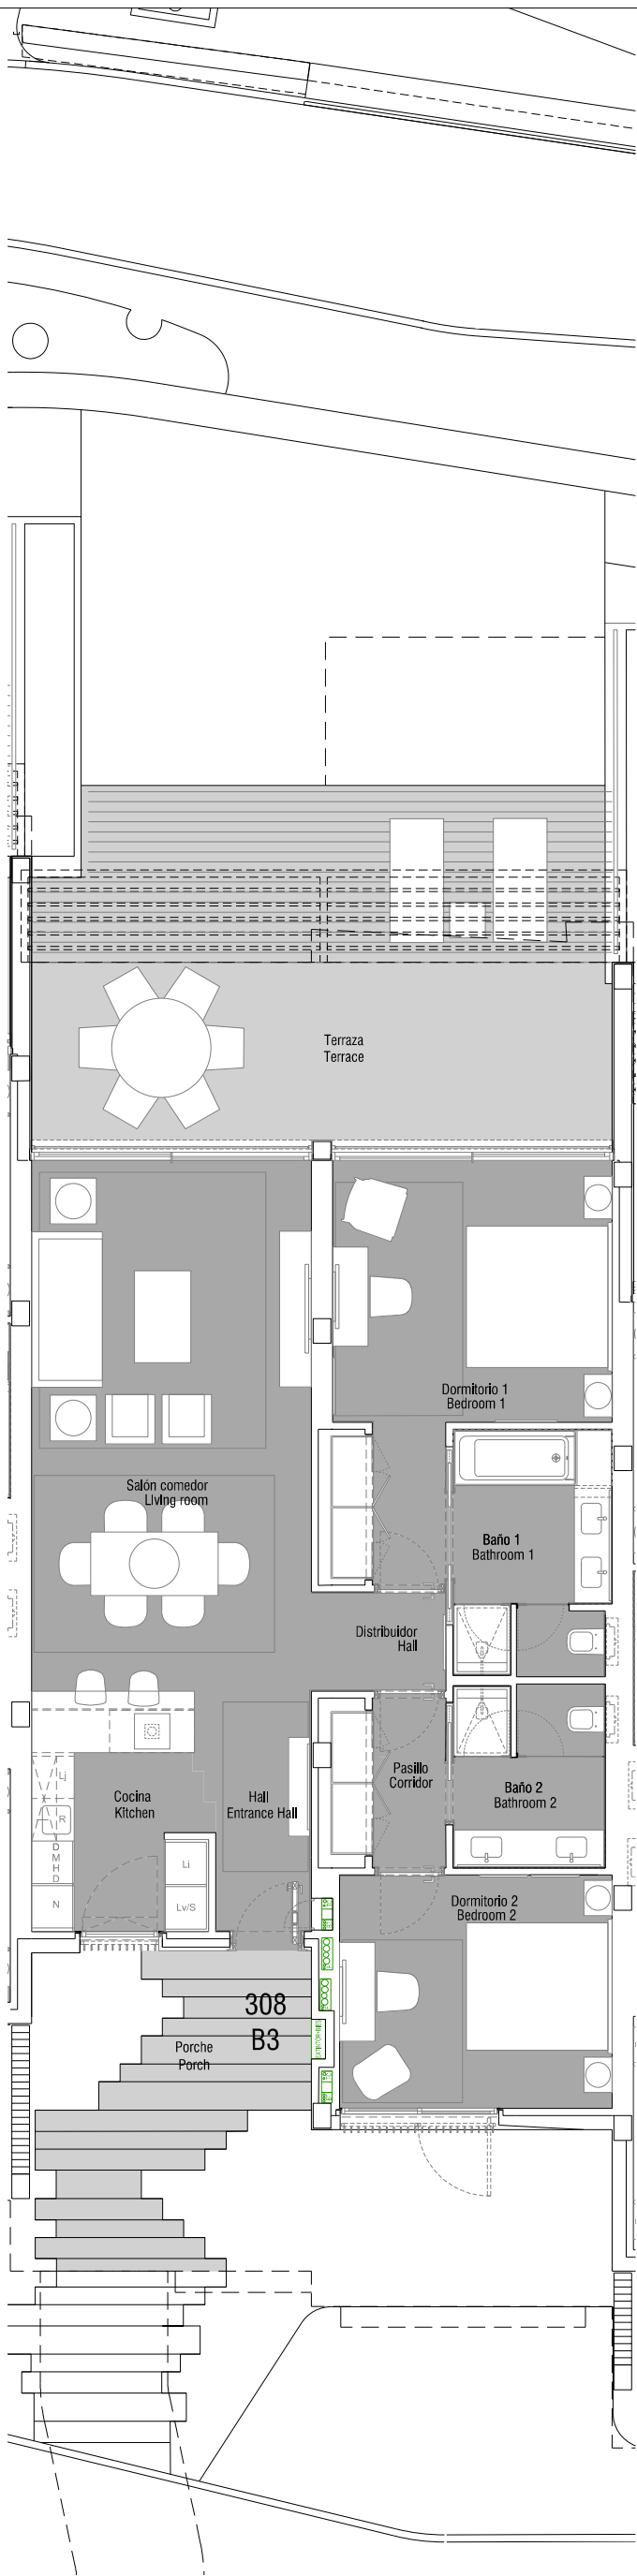 Terraza
Terrace
Dormitorio 1
Bedroom 1
Salón comedor
Living room
Baño 1
Bathroom 1
Distribuidor
Hall
Pasillo
Corridor
Cocina
Kitchen
Hall
Entrance Hall
Baño 2
Bathroom 2
Lj
R
D
M
H
D
N
Li
Lv/S
Dormitorio 2
Bedroom 2
308
B3
Porche
Porch